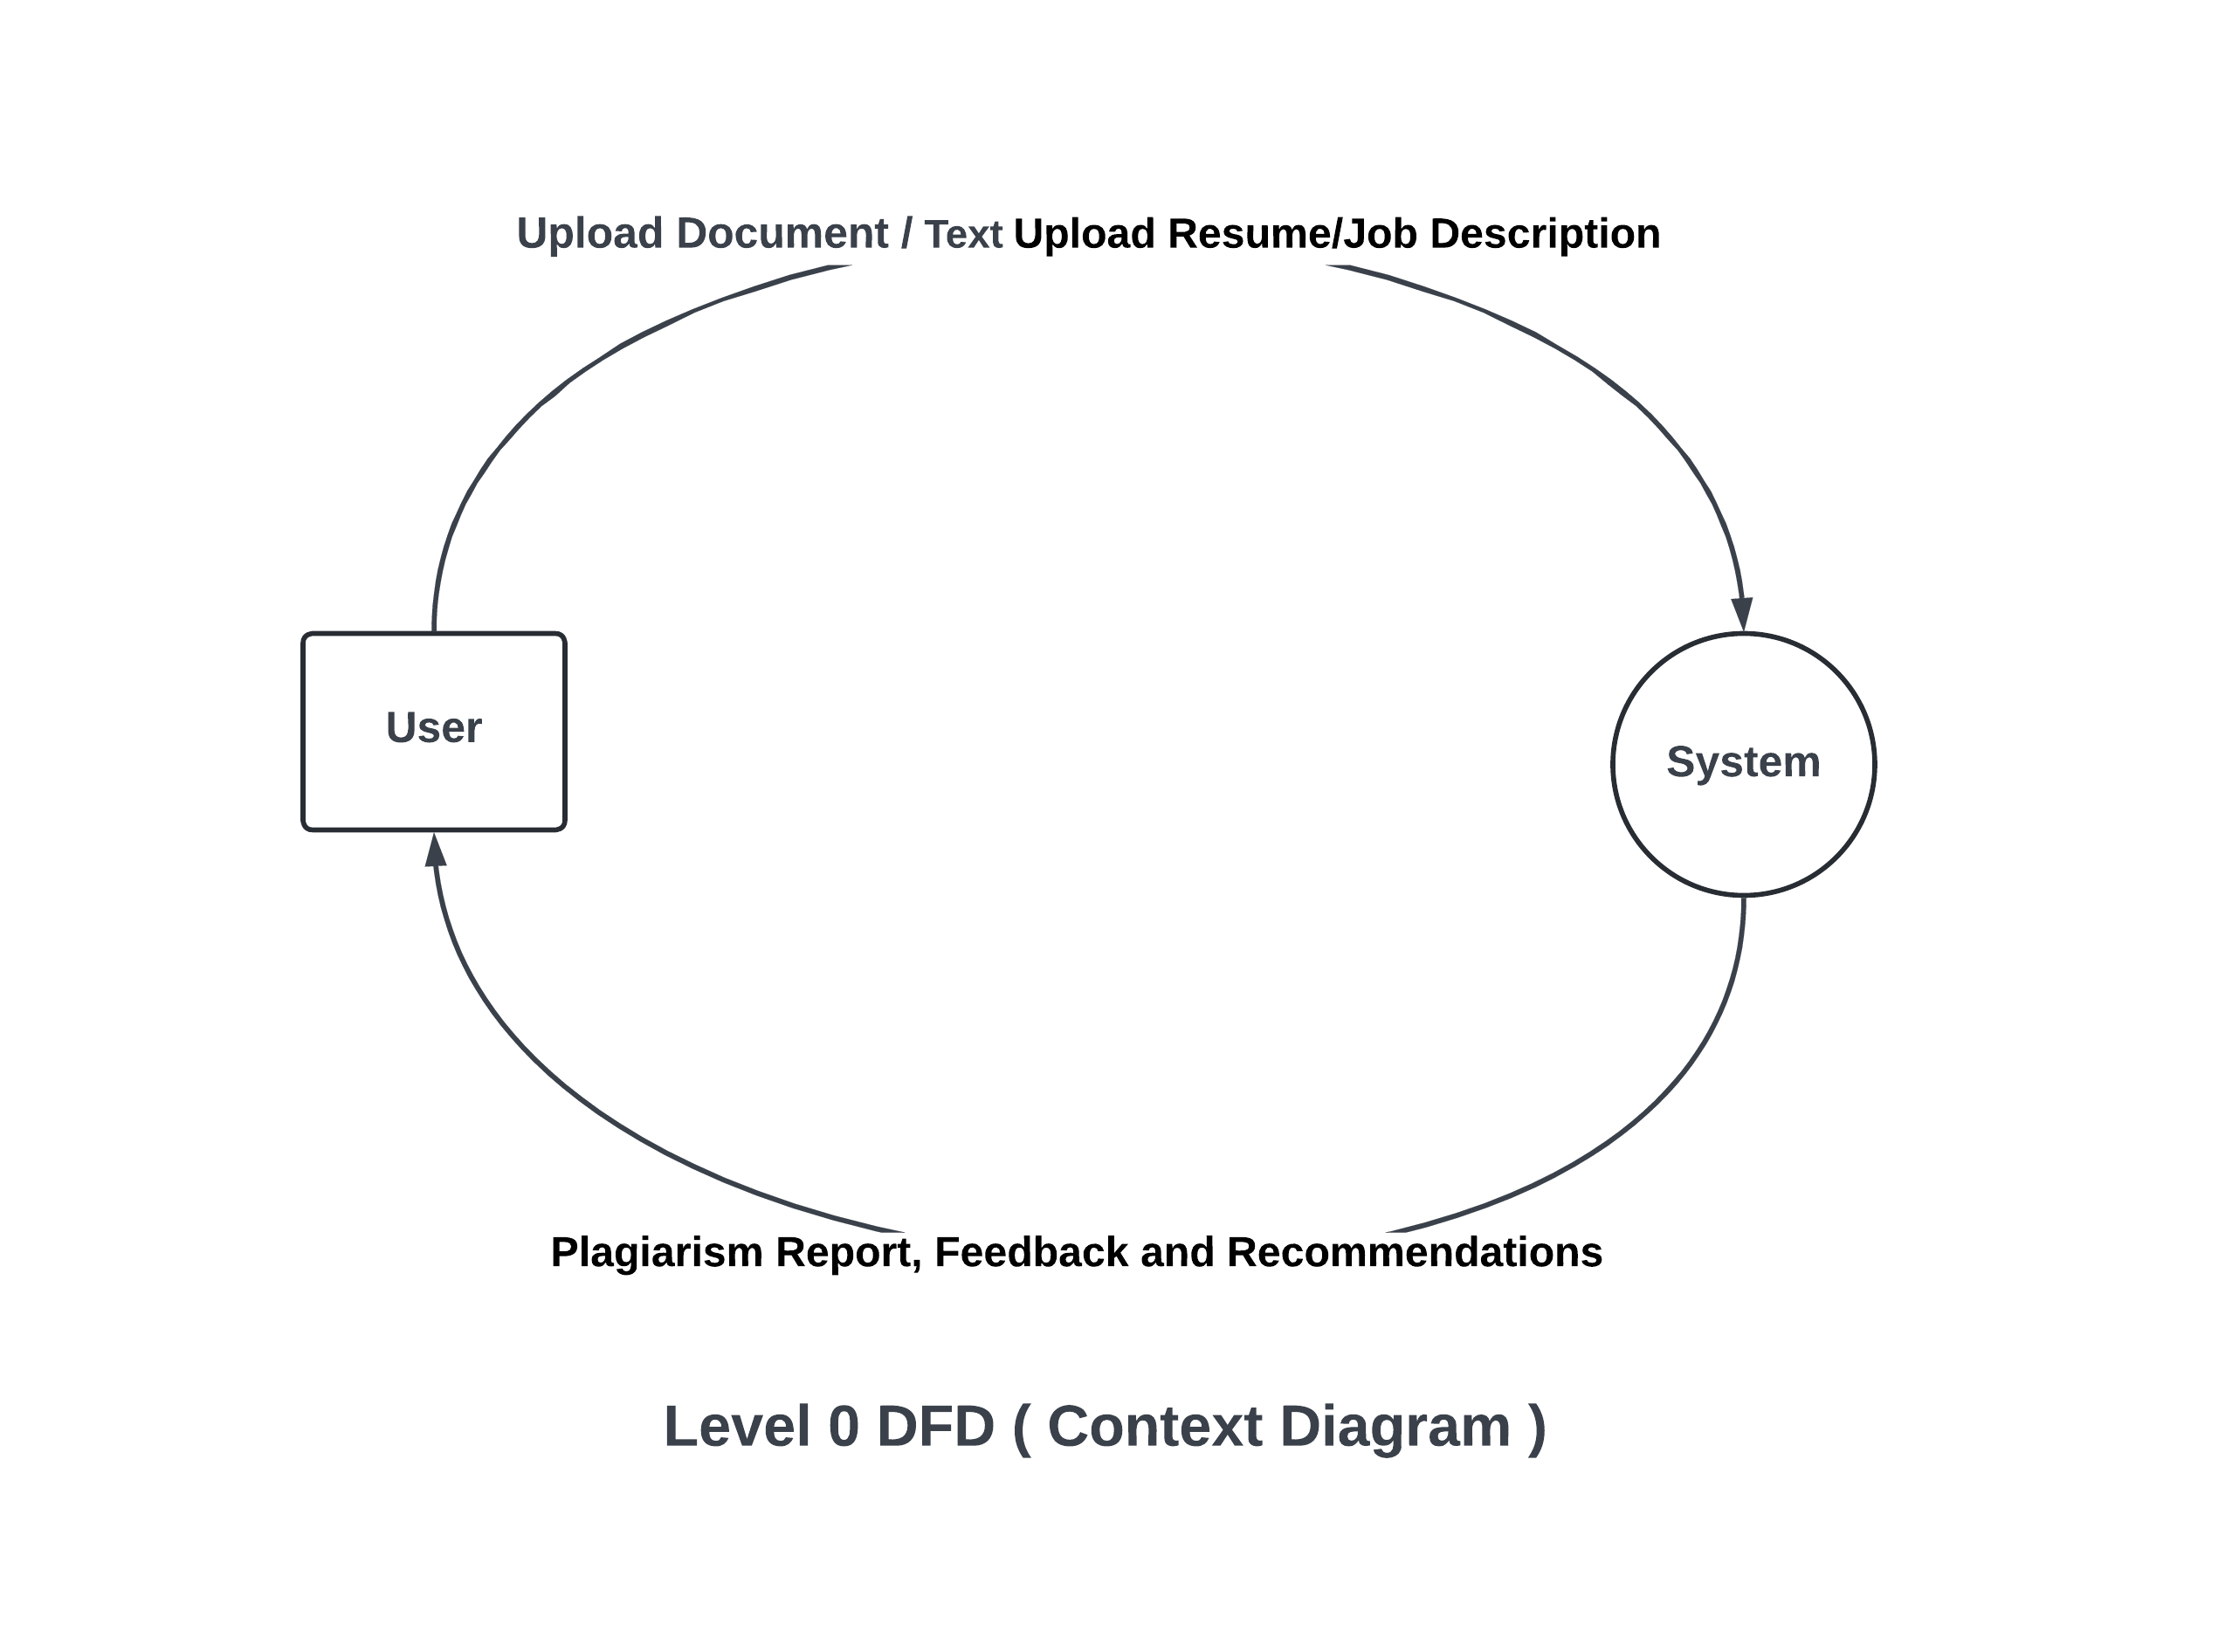 Upload Document / Text Upload Resume/Job Description
User
System
Plagiarism Report, Feedback and Recommendations
Level 0 DFD ( Context Diagram )